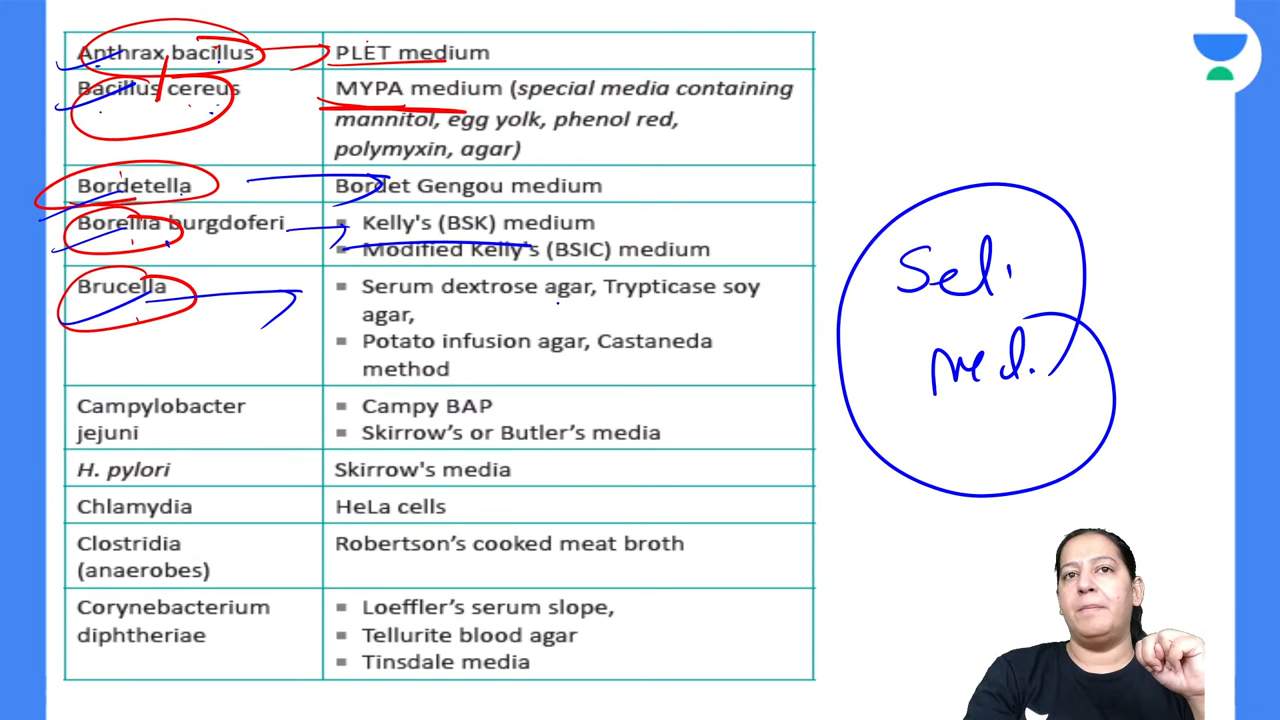 Anthrax bacillus
PLET medium
Bacillus cereus
MYPA medium (special media containing
mannitol, egg yolk, phenol red,
polymyxin, agar)
Bordetella
Bordet Gengou medium
Borellia burgdoferi
Kelly's (BSK) medium
Modified Kelly's (BSIC) medium
Brucella
Serum dextrose agar, Trypticase soy
agar,
Potato infusion agar, Castaneda
method
Campylobacter
jejuni
Campy BAP
Skirrow's or Butler's media
H. pylori
Skirrow's media
Chlamydia
HeLa cells
Clostridia
(anaerobes)
Robertson's cooked meat broth
Corynebacterium
diphtheriae
Loeffler's serum slope,
Tellurite blood agar
Tinsdale media
Sel.
med.